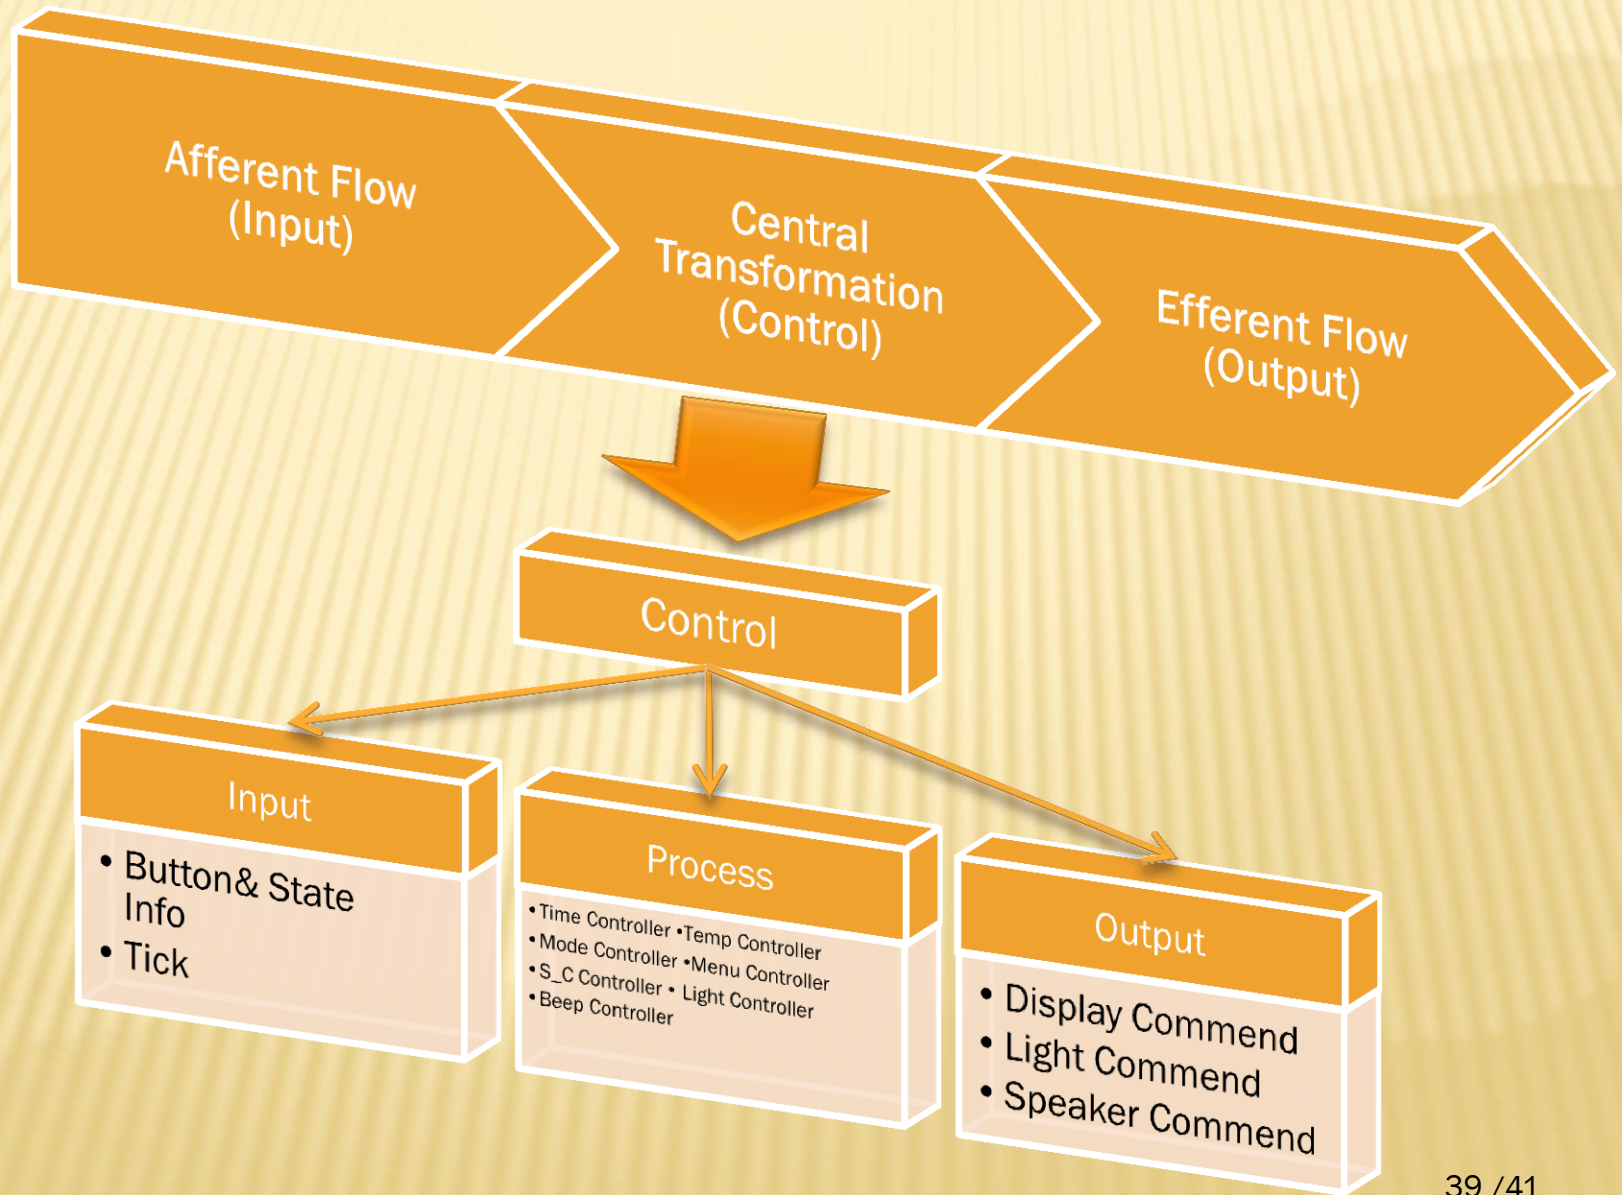 Afferent Flow
(Input)
Central
Transformation
(Control)
Efferent Flow
(Output)
Control
Input
• Button& State
Info
• Tick
Process
•Time Controller •Temp Controller
•Mode Controller •Menu Controller
•S_C Controller • Light Controller
•Beep Controller
Output
• Display Commend
• Light Commend
• Speaker Commend
39 /41